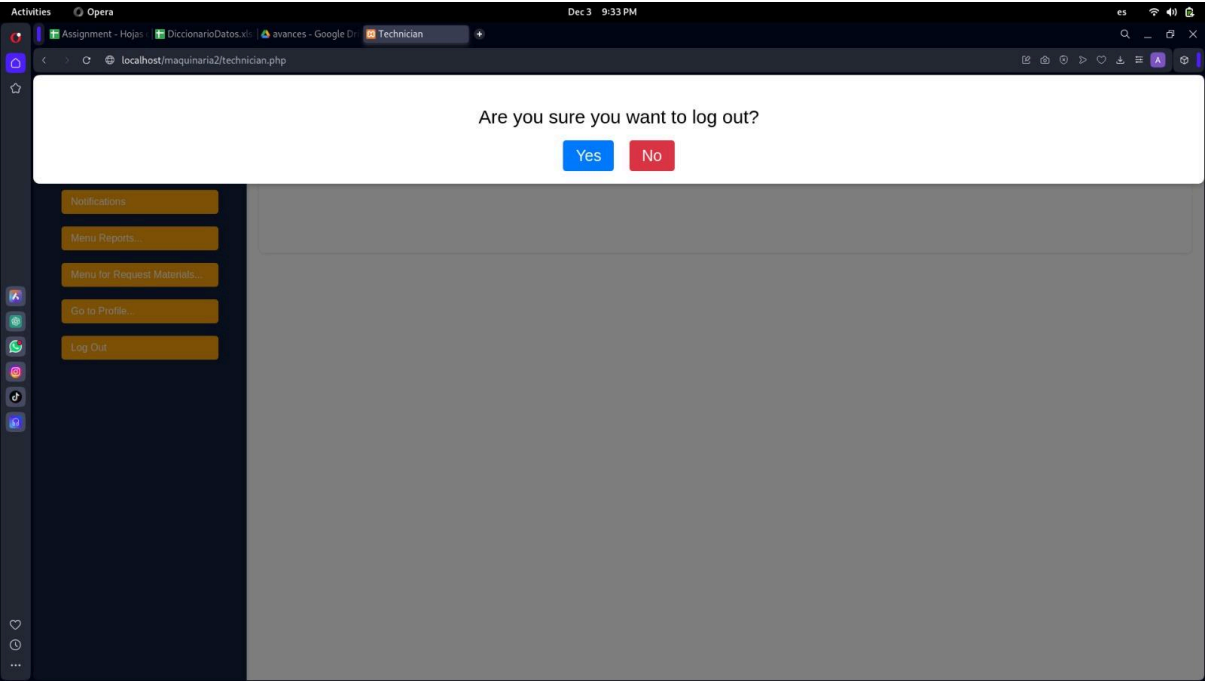 Activities Opera Dec 3 9:33 PM es
Assignment - Hojas DiccionarioDatos.xls avances - Google Dri Technician
localhost/maquinaria2/technician.php A
Are you sure you want to log out?
Yes No
Notifications
Menu Reports...
Menu for Request Materials...
Go to Profile...
Log Out